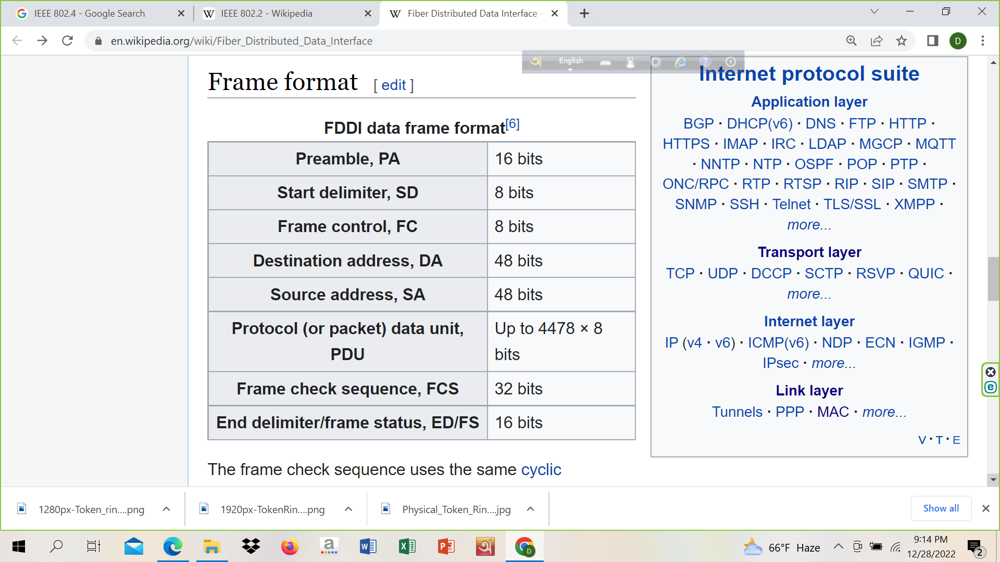 IEEE 802.4 - Google Search
IEEE 802.2 - Wikipedia
Fiber Distributed Data Interface -
en.wikipedia.org/wiki/Fiber_Distributed_Data_Interface
D
English
Frame format [ edit ]
FDDI data frame format[6]
Preamble, PA 16 bits
Start delimiter, SD 8 bits
Frame control, FC 8 bits
Destination address, DA 48 bits
Source address, SA 48 bits
Protocol (or packet) data unit, Up to 4478 × 8
PDU bits
Frame check sequence, FCS 32 bits
End delimiter/frame status, ED/FS 16 bits
The frame check sequence uses the same cyclic
Internet protocol suite
Application layer
BGP · DHCP(v6) · DNS · FTP · HTTP ·
HTTPS · IMAP · IRC · LDAP · MGCP · MQTT
· NNTP · NTP · OSPF · POP · PTP ·
ONC/RPC · RTP · RTSP · RIP · SIP · SMTP ·
SNMP · SSH · Telnet · TLS/SSL · XMPP ·
more...
Transport layer
TCP · UDP · DCCP · SCTP · RSVP · QUIC ·
more...
Internet layer
IP (v4 · v6) · ICMP(v6) · NDP · ECN · IGMP ·
IPsec · more...
Link layer
Tunnels · PPP · MAC · more...
V · T · E
1280px-Token_rin....png
1920px-TokenRin....png
Physical_Token_Rin....jpg
Show all
66°F Haze
9:14 PM
12/28/2022
2